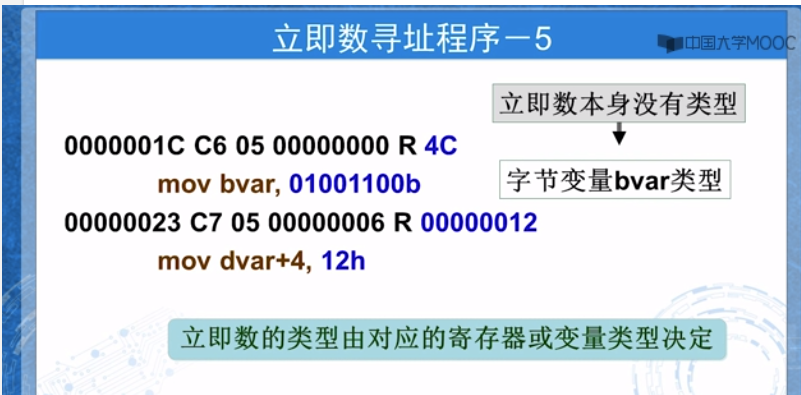 立即数寻址程序－5
中国大学MOOC
立即数本身没有类型
0000001C C6 05 00000000 R 4C
mov bvar, 01001100b
字节变量bvar类型
00000023 C7 05 00000006 R 00000012
mov dvar+4, 12h
立即数的类型由对应的寄存器或变量类型决定